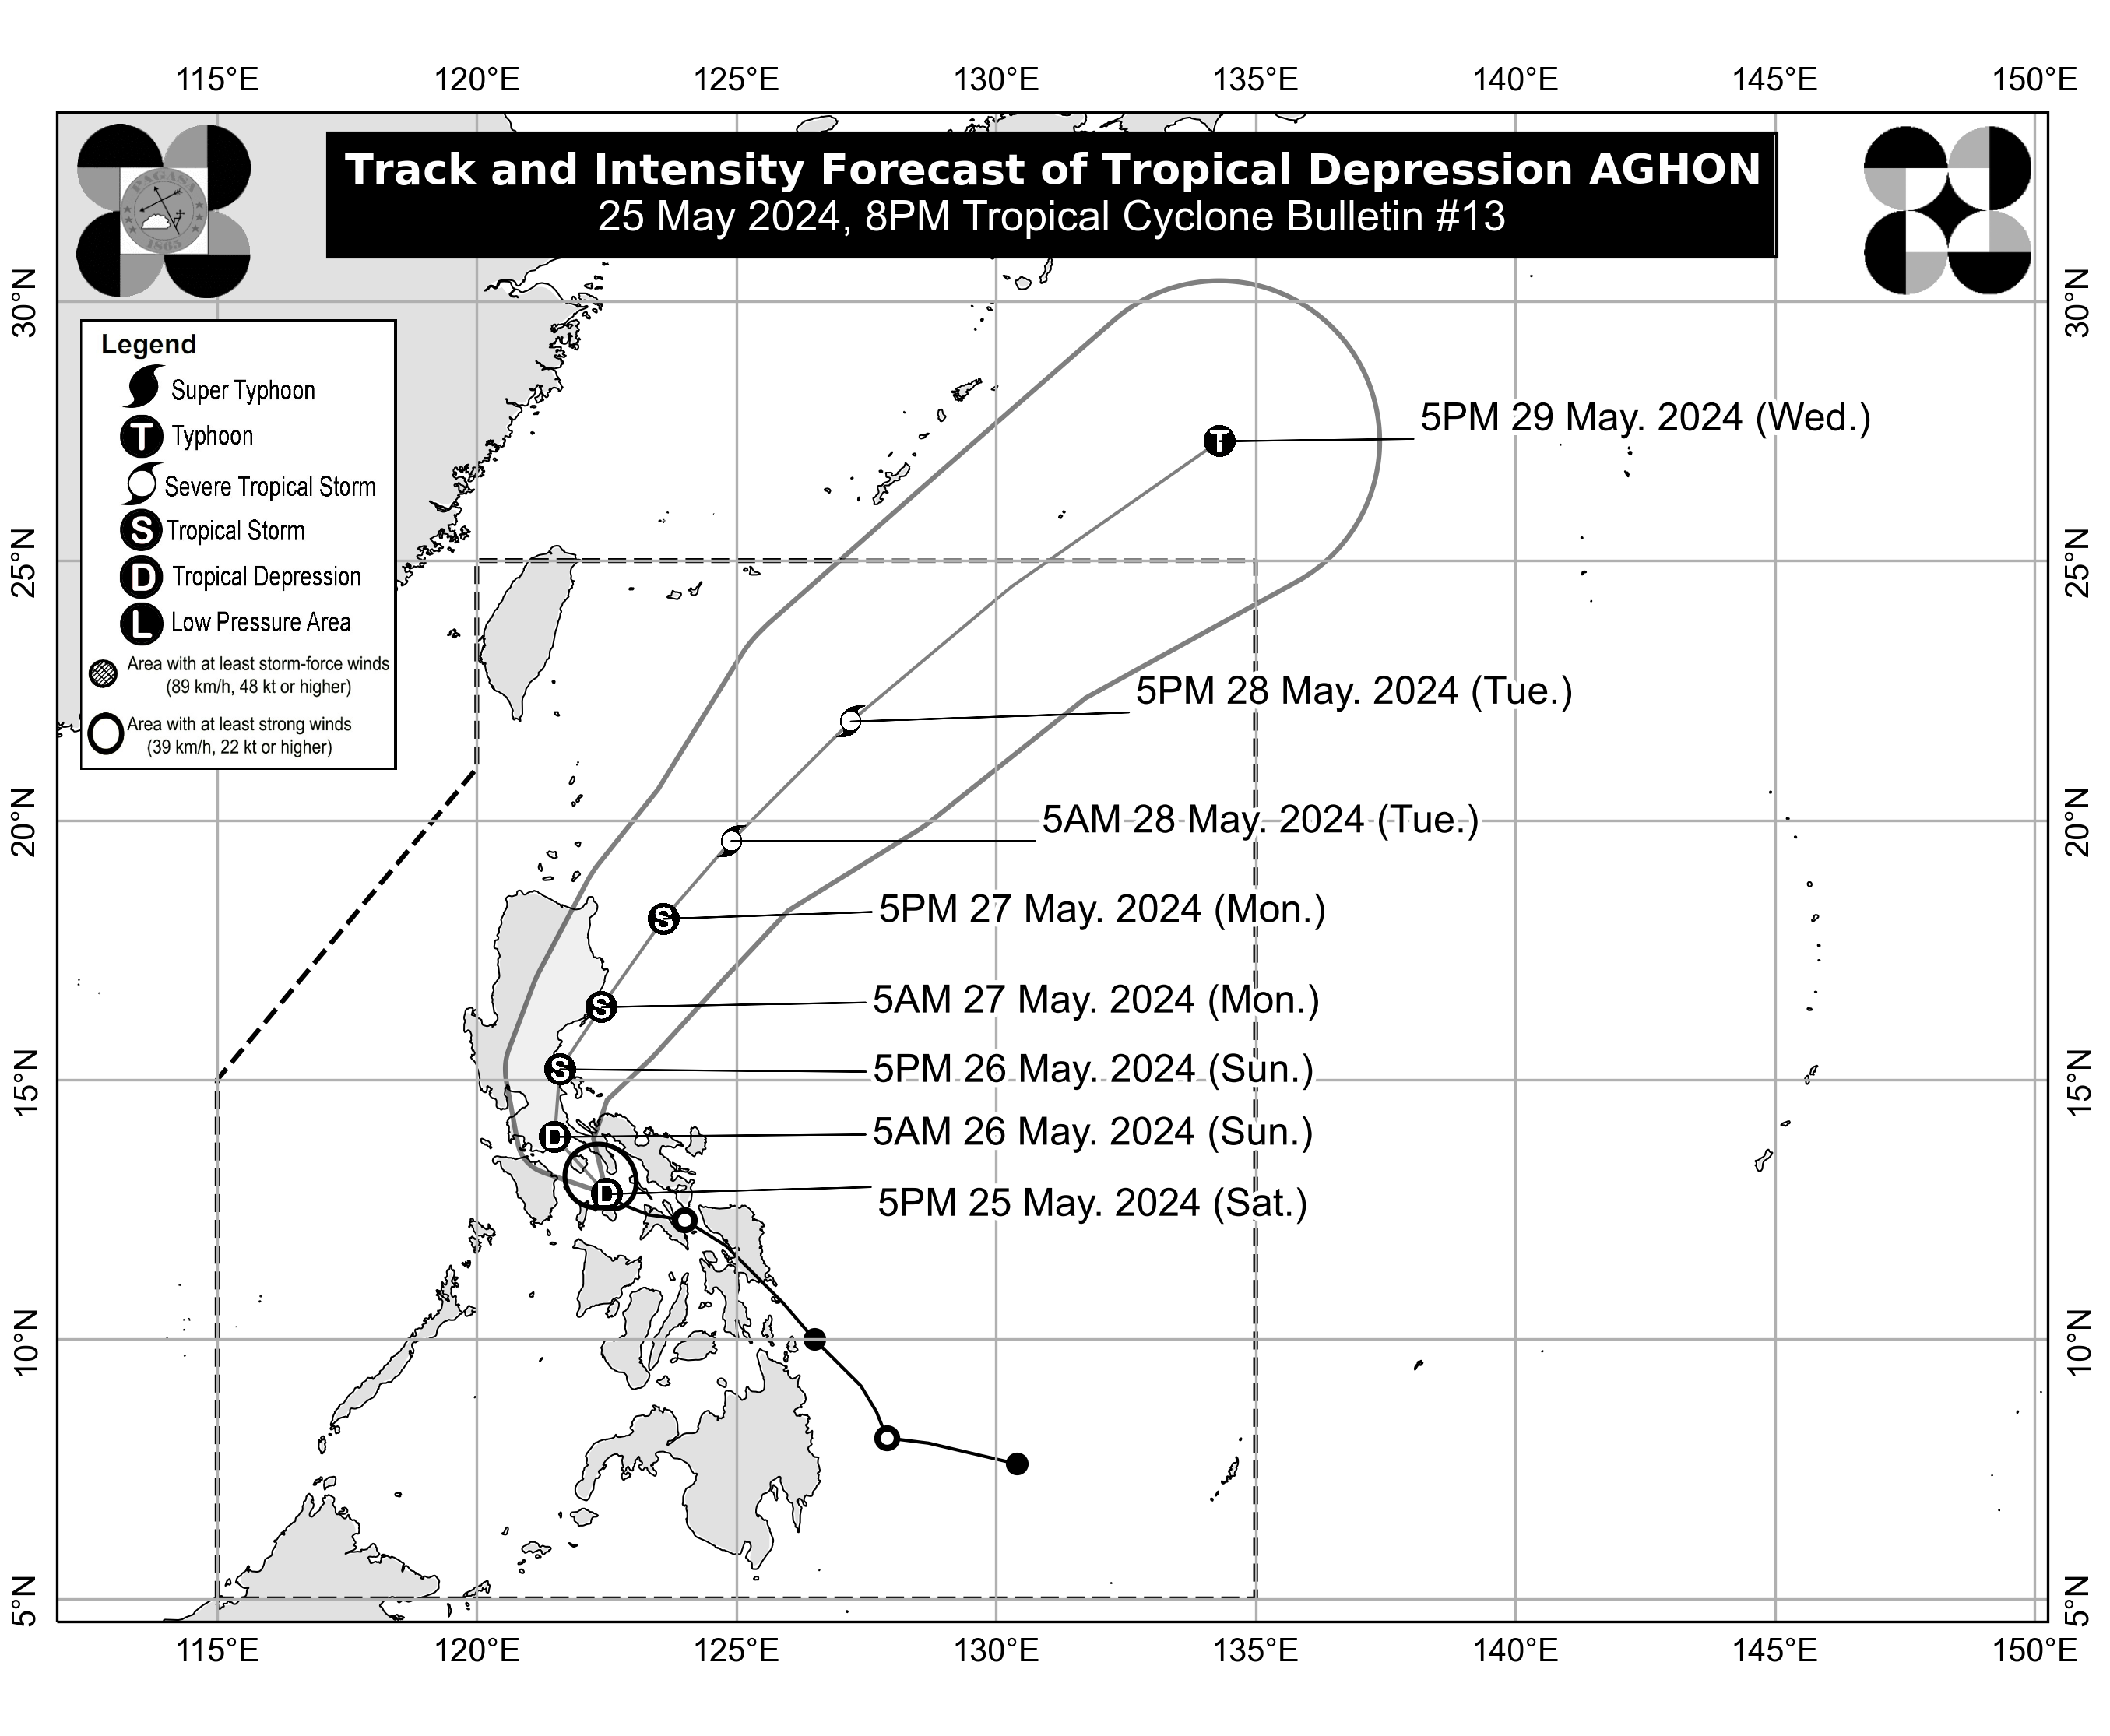 115°E 120°E 125°E 130°E 135°E 140°E 145°E 150°E
Track and Intensity Forecast of Tropical Depression AGHON
25 May 2024, 8PM Tropical Cyclone Bulletin #13
PAGASA
1865
30°N 30°N
Legend
Super Typhoon
T Typhoon
Severe Tropical Storm
S Tropical Storm
D Tropical Depression
L Low Pressure Area
Area with at least storm-force winds
(89 km/h, 48 kt or higher)
Area with at least strong winds
(39 km/h, 22 kt or higher)
T 5PM 29 May. 2024 (Wed.)
25°N 25°N
5PM 28 May. 2024 (Tue.)
20°N 20°N
5AM 28 May. 2024 (Tue.)
S 5PM 27 May. 2024 (Mon.)
S 5AM 27 May. 2024 (Mon.)
15°N 15°N
S 5PM 26 May. 2024 (Sun.)
D 5AM 26 May. 2024 (Sun.)
D 5PM 25 May. 2024 (Sat.)
10°N 10°N
5°N 5°N
115°E 120°E 125°E 130°E 135°E 140°E 145°E 150°E